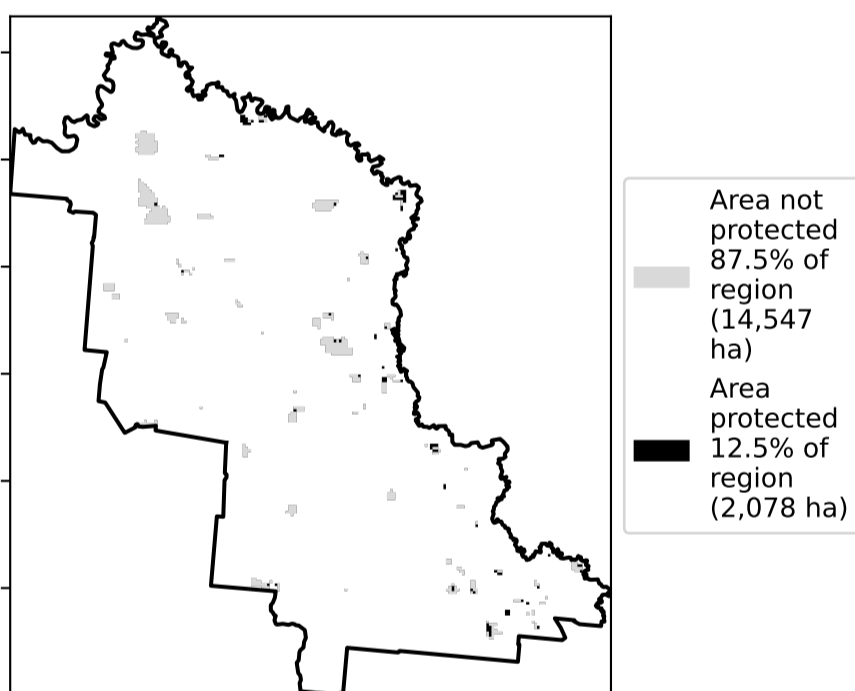 Area not
protected
87.5% of
region
(14,547
ha)
Area
protected
12.5% of
region
(2,078 ha)